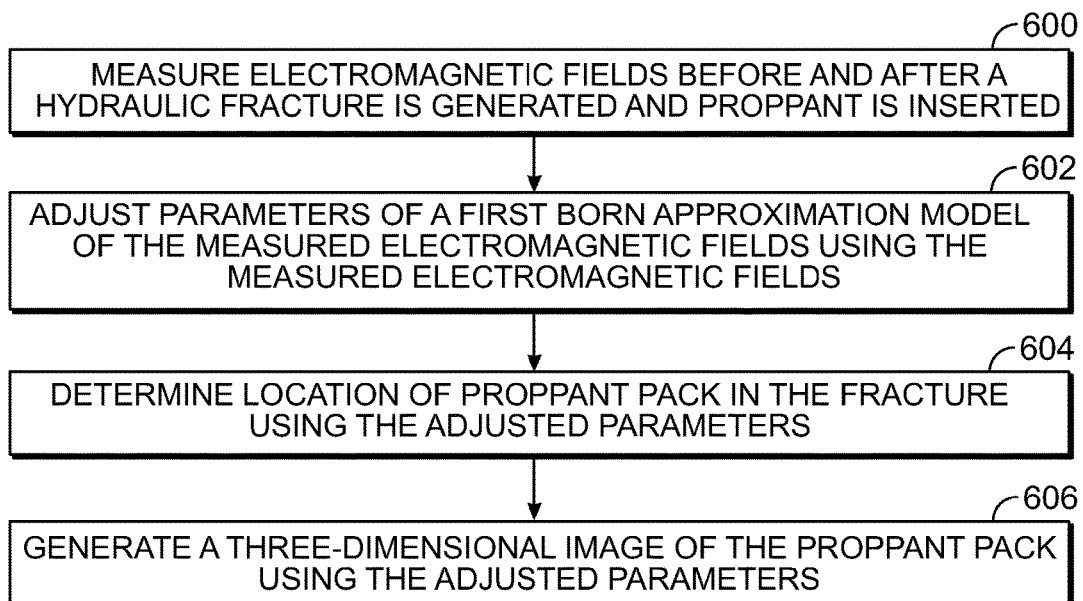 600
MEASURE ELECTROMAGNETIC FIELDS BEFORE AND AFTER A
HYDRAULIC FRACTURE IS GENERATED AND PROPPANT IS INSERTED
602
ADJUST PARAMETERS OF A FIRST BORN APPROXIMATION MODEL
OF THE MEASURED ELECTROMAGNETIC FIELDS USING THE
MEASURED ELECTROMAGNETIC FIELDS
604
DETERMINE LOCATION OF PROPPANT PACK IN THE FRACTURE
USING THE ADJUSTED PARAMETERS
606
GENERATE A THREE-DIMENSIONAL IMAGE OF THE PROPPANT PACK
USING THE ADJUSTED PARAMETERS